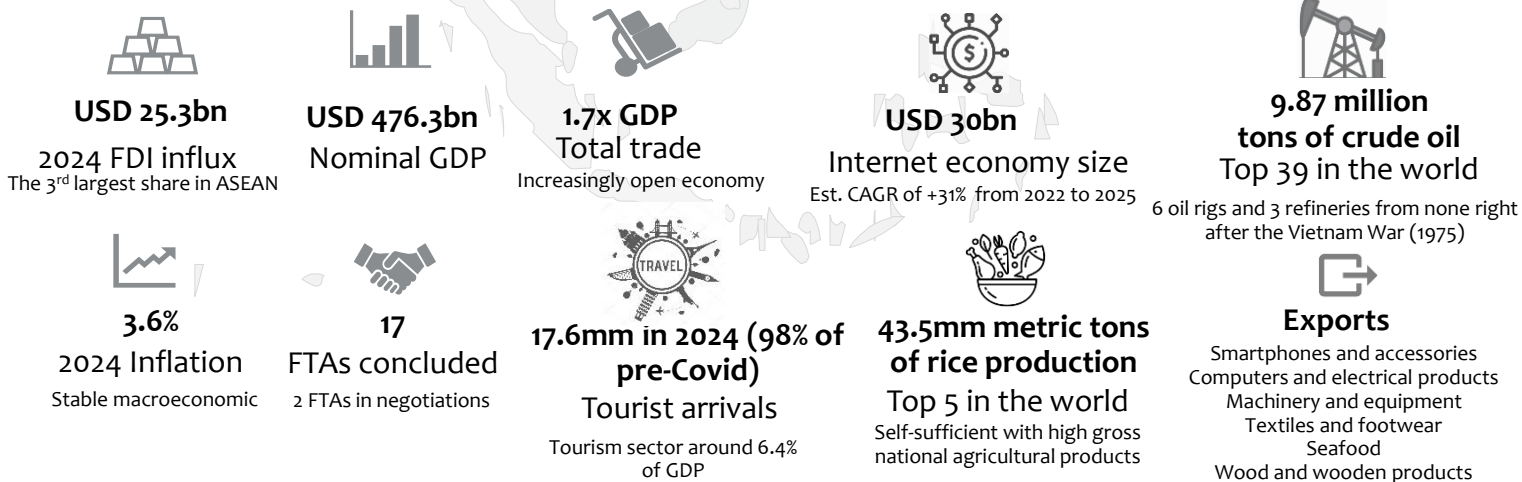 USD 25.3bn
2024 FDI influx
The 3rd largest share in ASEAN
USD 476.3bn
Nominal GDP
1.7x GDP
Total trade
Increasingly open economy
$
USD 30bn
Internet economy size
Est. CAGR of +31% from 2022 to 2025
9.87 million
tons of crude oil
Top 39 in the world
6 oil rigs and 3 refineries from none right
after the Vietnam War (1975)
3.6%
2024 Inflation
Stable macroeconomic
17
FTAs concluded
2 FTAs in negotiations
TRAVEL
17.6mm in 2024 (98% of
pre-Covid)
Tourist arrivals
Tourism sector around 6.4%
of GDP
43.5mm metric tons
of rice production
Top 5 in the world
Self-sufficient with high gross
national agricultural products
Exports
Smartphones and accessories
Computers and electrical products
Machinery and equipment
Textiles and footwear
Seafood
Wood and wooden products